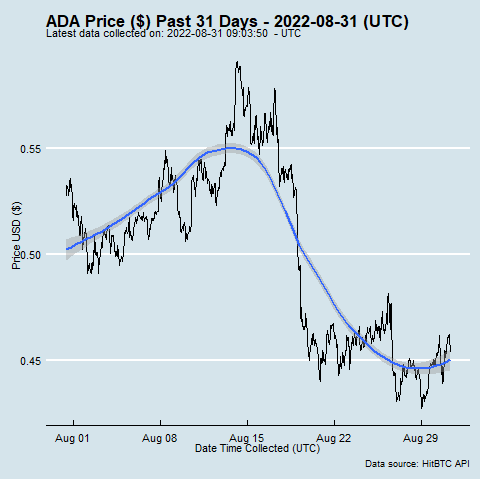 ADA Price ($) Past 31 Days - 2022-08-31 (UTC)
Latest data collected on: 2022-08-31 09:03:50 - UTC
Price USD ($)
0.55
0.50
0.45
Aug 01 Aug 08 Aug 15 Aug 22 Aug 29
Date Time Collected (UTC)
Data source: HitBTC API